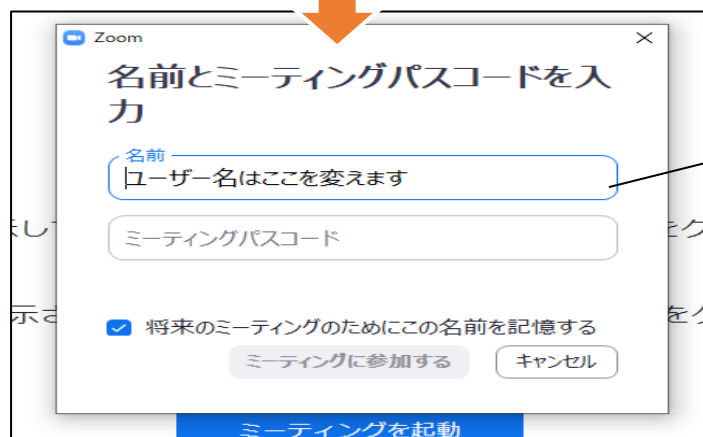 Zoom
名前とミーティングパスコードを入
力
名前
ユーザー名はここを変えます
ミーティングパスコード
将来のミーティングのためにこの名前を記憶する
ミーティングに参加する
キャンセル
ミーティングを起動